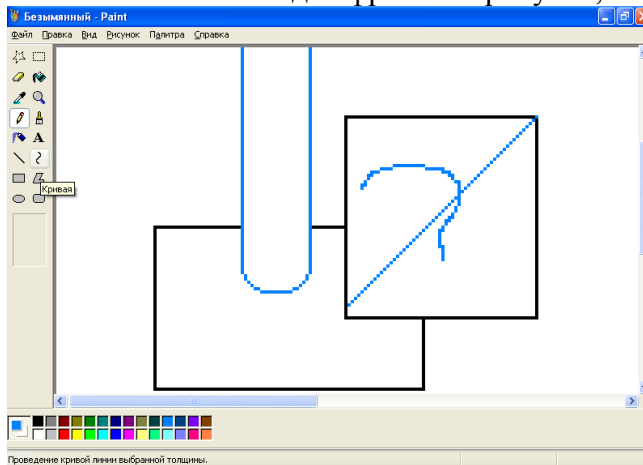 Безымянный - Paint
Файл Правка Вид Рисунок Палитра Справка
A
Кривая
Проведение кривой линии выбранной толщины.